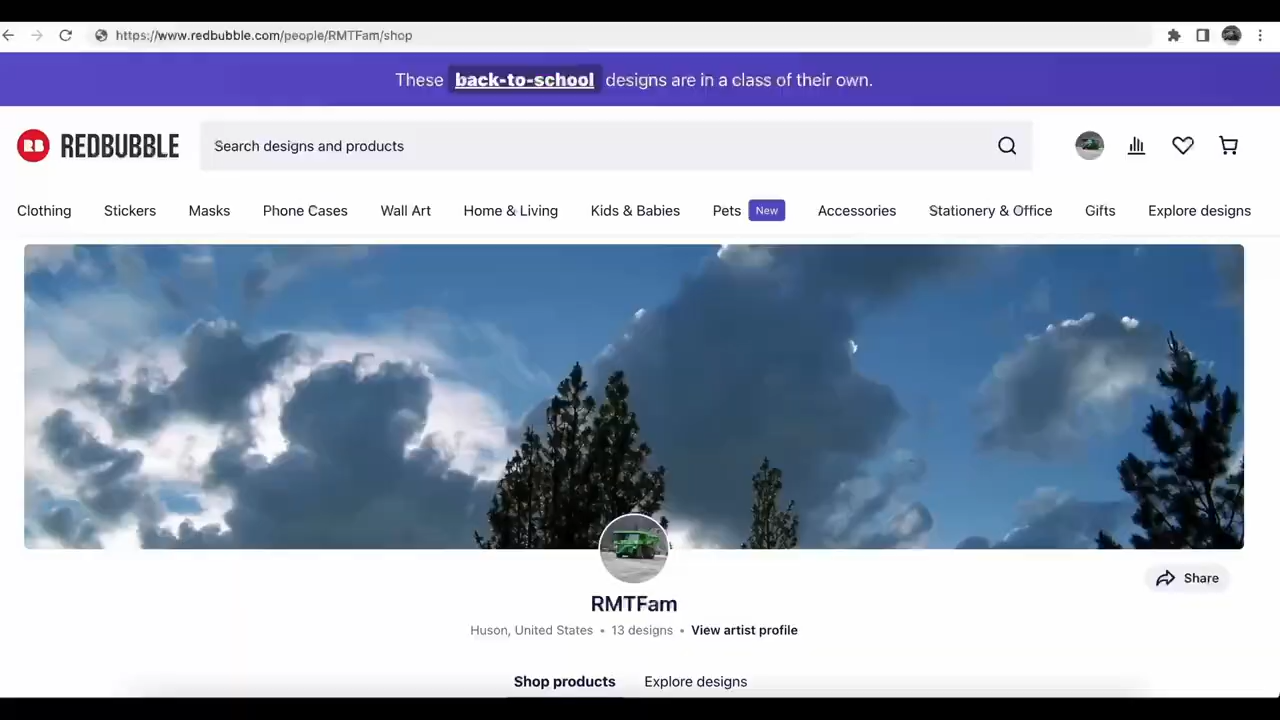 https://www.redbubble.com/people/RMTFam/shop
These back-to-school designs are in a class of their own.
RB REDBUBBLE
Search designs and products
Clothing Stickers Masks Phone Cases Wall Art Home & Living Kids & Babies Pets New Accessories Stationery & Office Gifts Explore designs
Share
RMTFam
Huson, United States • 13 designs • View artist profile
Shop products Explore designs